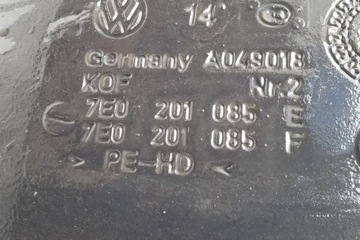 14
Germany A049018
KOF Nr.2
7E0 201 085 E
7E0 201 085 F
> PE-HD <